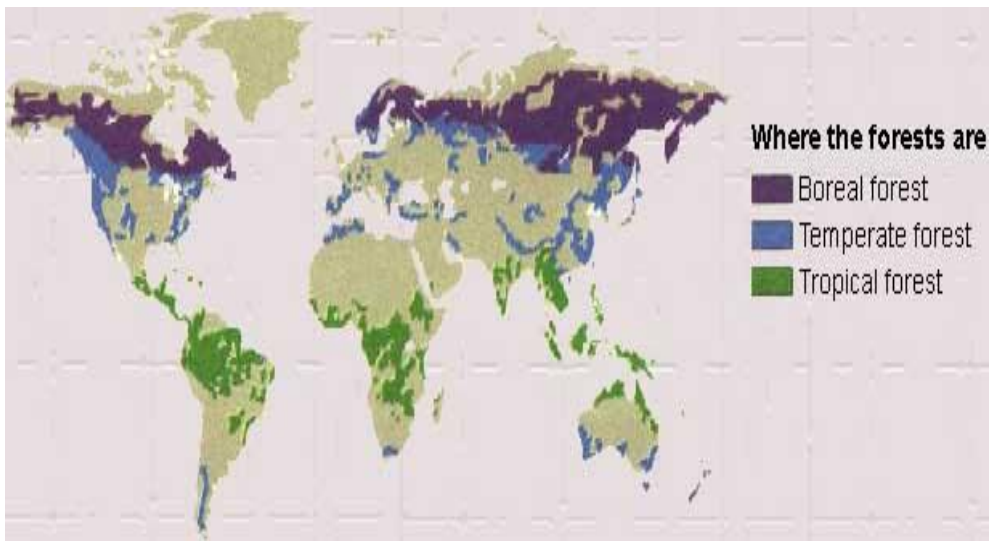 Where the forests are
Boreal forest
Temperate forest
Tropical forest